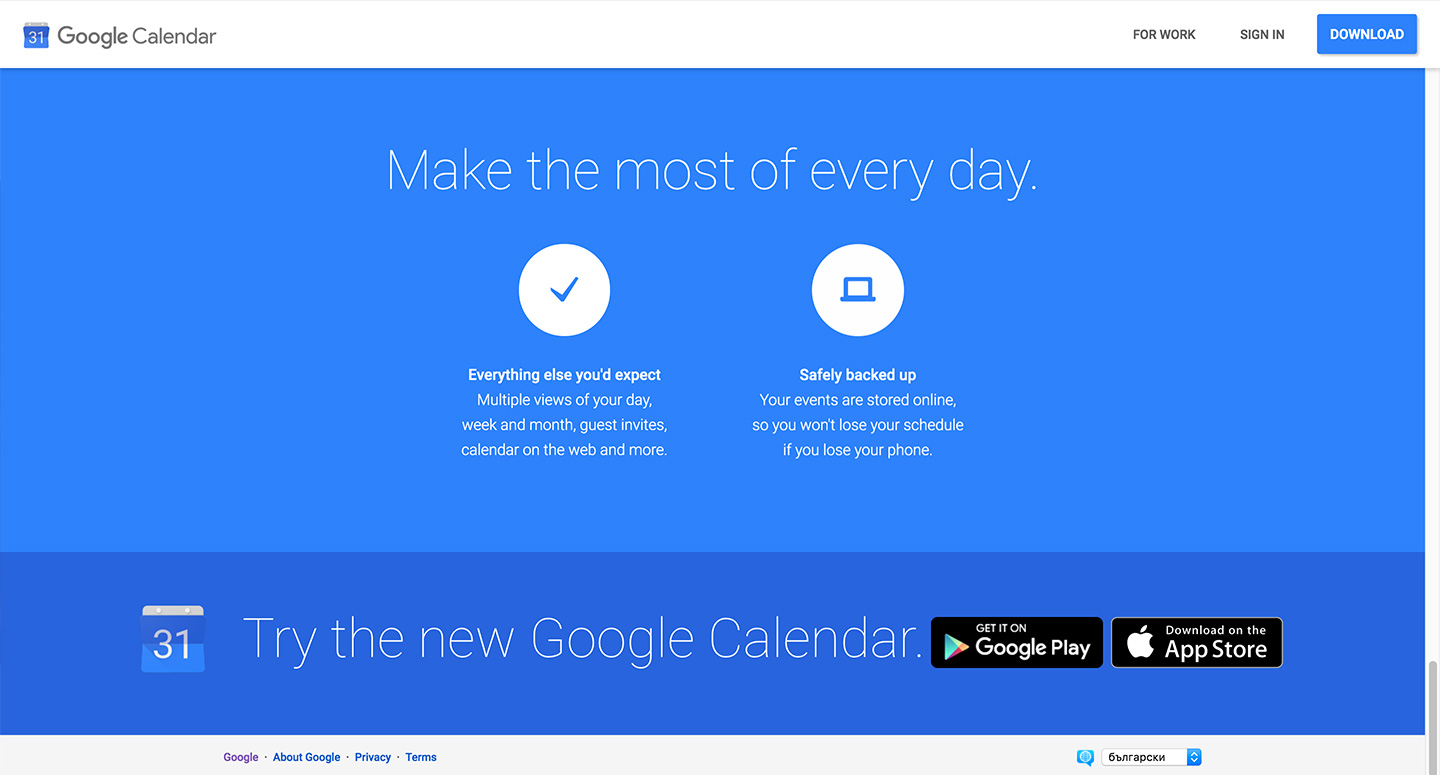 31 Google Calendar
FOR WORK
SIGN IN
DOWNLOAD
Make the most of every day.
Everything else you'd expect
Multiple views of your day,
week and month, guest invites,
calendar on the web and more.
Safely backed up
Your events are stored online,
so you won't lose your schedule
if you lose your phone.
31
Try the new Google Calendar.
GET IT ON
Google Play
Download on the
App Store
Google · About Google · Privacy · Terms
български